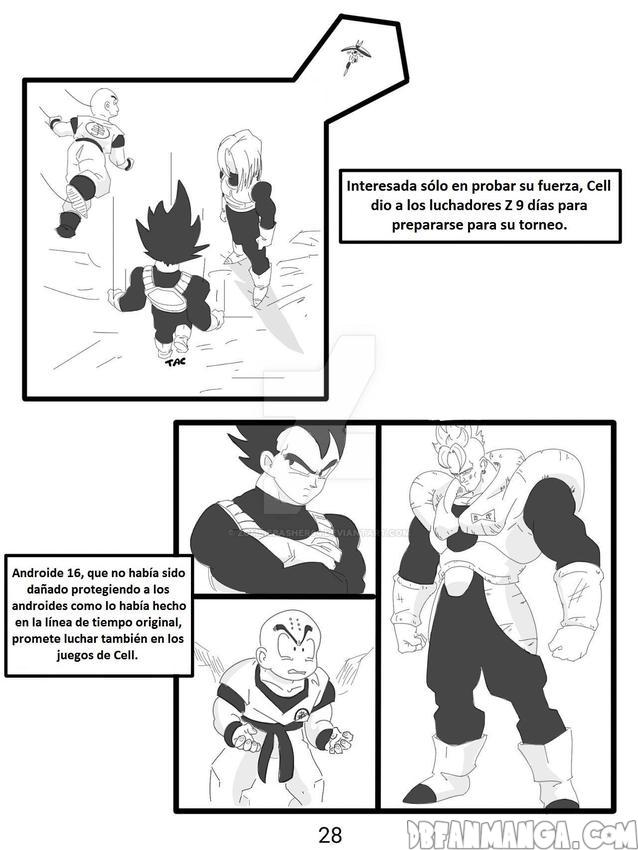 Interesada sólo en probar su fuerza, Cell
dio a los luchadores Z 9 días para
prepararse para su torneo.
TAC
Androide 16, que no había sido
dañado protegiendo a los
androides como lo había hecho
en la línea de tiempo original,
promete luchar también en los
juegos de Cell.
28
DBFANMANGA.COM